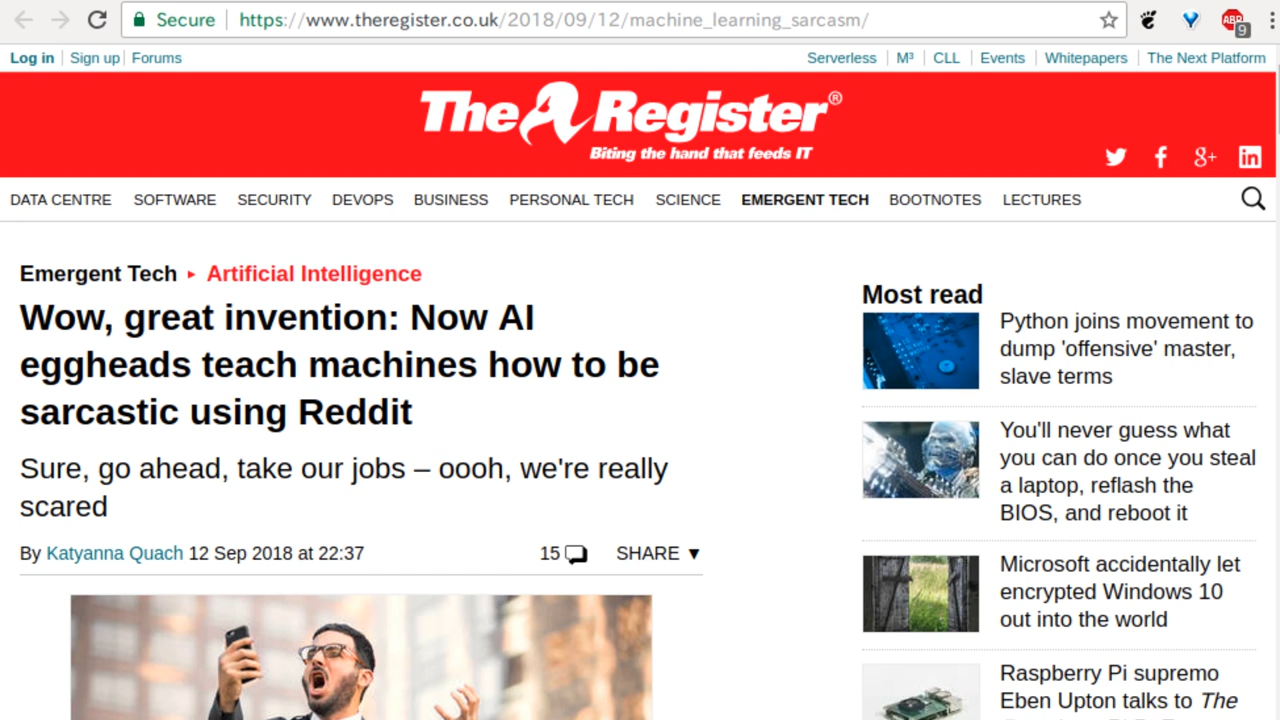 Secure https://www.theregister.co.uk/2018/09/12/machine_learning_sarcasm/
ABP
9
Log in Sign up Forums
Serverless M³ CLL Events Whitepapers The Next Platform
The Register®
Biting the hand that feeds IT
DATA CENTRE SOFTWARE SECURITY DEVOPS BUSINESS PERSONAL TECH SCIENCE EMERGENT TECH BOOTNOTES LECTURES
Emergent Tech ▸ Artificial Intelligence
Wow, great invention: Now AI
eggheads teach machines how to be
sarcastic using Reddit
Sure, go ahead, take our jobs – oooh, we're really
scared
By Katyanna Quach 12 Sep 2018 at 22:37
15 SHARE ▼
Most read
Python joins movement to
dump 'offensive' master,
slave terms
You'll never guess what
you can do once you steal
a laptop, reflash the
BIOS, and reboot it
Microsoft accidentally let
encrypted Windows 10
out into the world
Raspberry Pi supremo
Eben Upton talks to The